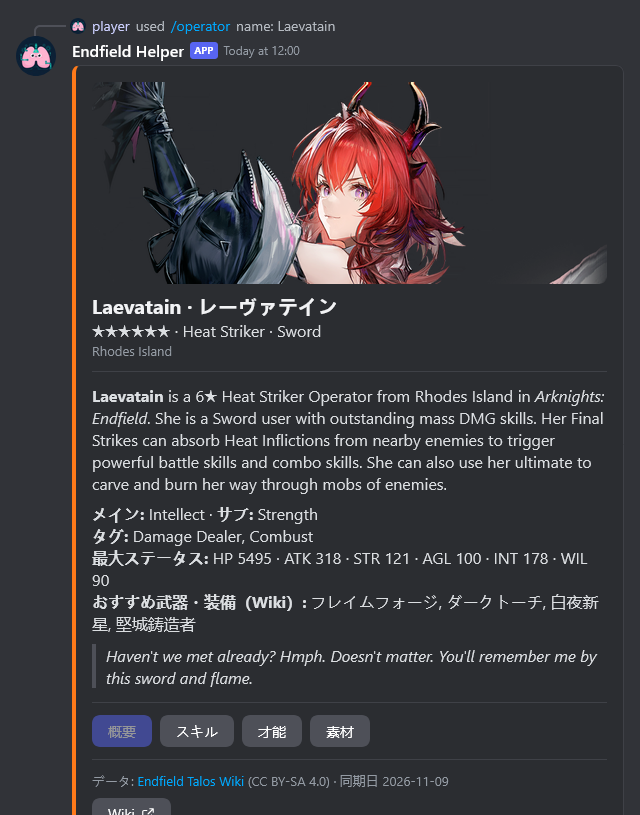 player used /operator name: Laevatain
Endfield Helper APP Today at 12:00
Laevatain · レーヴァテイン
★★★★★★ · Heat Striker · Sword
Rhodes Island
Laevatain is a 6★ Heat Striker Operator from Rhodes Island in Arknights:
Endfield. She is a Sword user with outstanding mass DMG skills. Her Final
Strikes can absorb Heat Inflictions from nearby enemies to trigger
powerful battle skills and combo skills. She can also use her ultimate to
carve and burn her way through mobs of enemies.
メイン: Intellect · サブ: Strength
タグ: Damage Dealer, Combust
最大ステータス: HP 5495 · ATK 318 · STR 121 · AGL 100 · INT 178 · WIL
90
おすすめ武器・装備（Wiki）: フレイムフォージ, ダークトーチ, 白夜新
星, 堅城鋳造者
Haven't we met already? Hmph. Doesn't matter. You'll remember me by
this sword and flame.
概要 スキル 才能 素材
データ: Endfield Talos Wiki (CC BY-SA 4.0) · 同期日 2026-11-09
Wiki